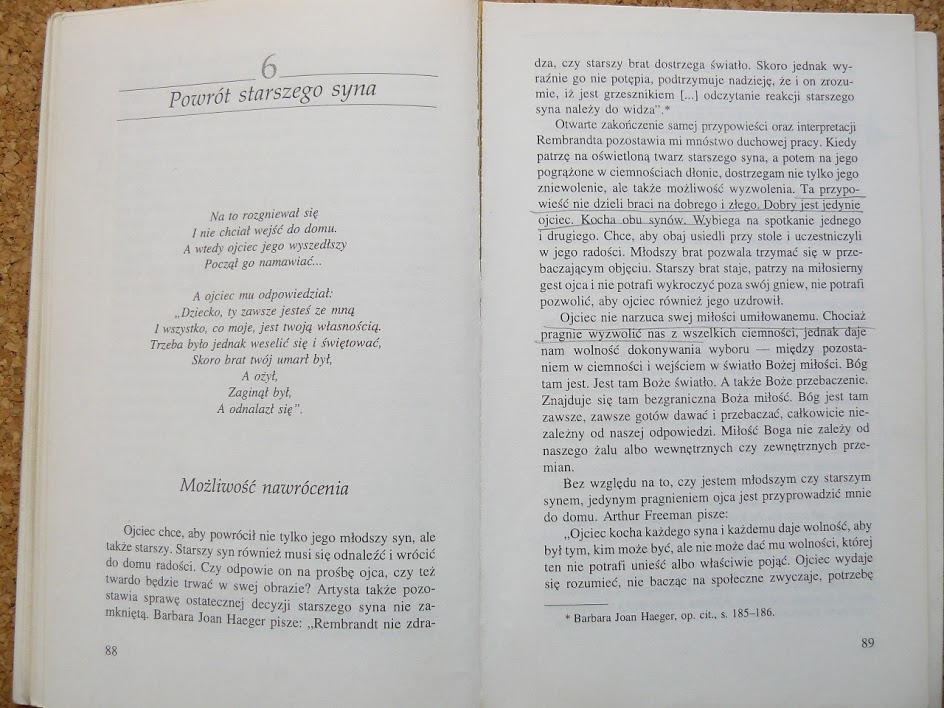 6
Powrót starszego syna
Na to rozgniewał się
I nie chciał wejść do domu.
A wtedy ojciec jego wyszedłszy
Począł go namawiać...
A ojciec mu odpowiedział:
„Dziecko, ty zawsze jesteś ze mną
I wszystko, co moje, jest twoją własnością.
Trzeba było jednak weselić się i świętować,
Skoro brat twój umarł był,
A ożył,
Zaginął był,
A odnalazł się”.
Możliwość nawrócenia
Ojciec chce, aby powrócił nie tylko jego młodszy syn, ale
także starszy. Starszy syn również musi się odnaleźć i wrócić
do domu radości. Czy odpowie on na prośbę ojca, czy też
twardo będzie trwać w swej obrazie? Artysta także pozo-
stawia sprawę ostatecznej decyzji starszego syna nie za-
mkniętą. Barbara Joan Haeger pisze: „Rembrandt nie zdra-
88
dza, czy starszy brat dostrzega światło. Skoro jednak wy-
raźnie go nie potępia, podtrzymuje nadzieję, że i on zrozu-
mie, iż jest grzesznikiem [...] odczytanie reakcji starszego
syna należy do widza”.*
Otwarte zakończenie samej przypowieści oraz interpretacji
Rembrandta pozostawia mi mnóstwo duchowej pracy. Kiedy
patrzę na oświetloną twarz starszego syna, a potem na jego
pogrążone w ciemnościach dłonie, dostrzegam nie tylko jego
zniewolenie, ale także możliwość wyzwolenia. Ta przypo-
wieść nie dzieli braci na dobrego i złego. Dobry jest jedynie
ojciec. Kocha obu synów. Wybiega na spotkanie jednego
i drugiego. Chce, aby obaj usiedli przy stole i uczestniczyli
w jego radości. Młodszy brat pozwala trzymać się w prze-
baczającym objęciu. Starszy brat staje, patrzy na miłosierny
gest ojca i nie potrafi wykroczyć poza swój gniew, nie potrafi
pozwolić, aby ojciec również jego uzdrowił.
Ojciec nie narzuca swej miłości umiłowanemu. Chociaż
pragnie wyzwolić nas z wszelkich ciemności, jednak daje
nam wolność dokonywania wyboru — między pozosta-
niem w ciemności i wejściem w światło Bożej miłości. Bóg
tam jest. Jest tam Boże światło. A także Boże przebaczenie.
Znajduje się tam bezgraniczna Boża miłość. Bóg jest tam
zawsze, zawsze gotów dawać i przebaczać, całkowicie nie-
zależny od naszej odpowiedzi. Miłość Boga nie zależy od
naszego żalu albo wewnętrznych czy zewnętrznych prze-
mian.
Bez względu na to, czy jestem młodszym czy starszym
synem, jedynym pragnieniem ojca jest przyprowadzić mnie
do domu. Arthur Freeman pisze:
„Ojciec kocha każdego syna i każdemu daje wolność, aby
był tym, kim może być, ale nie może dać mu wolności, której
ten nie potrafi unieść albo właściwie pojąć. Ojciec wydaje
się rozumieć, nie bacząc na społeczne zwyczaje, potrzebę
* Barbara Joan Haeger, op. cit., s. 185–186.
89